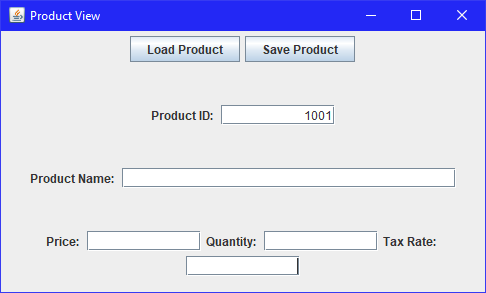 Product View
Load Product Save Product
Product ID: 1001
Product Name:
Price: Quantity: Tax Rate: